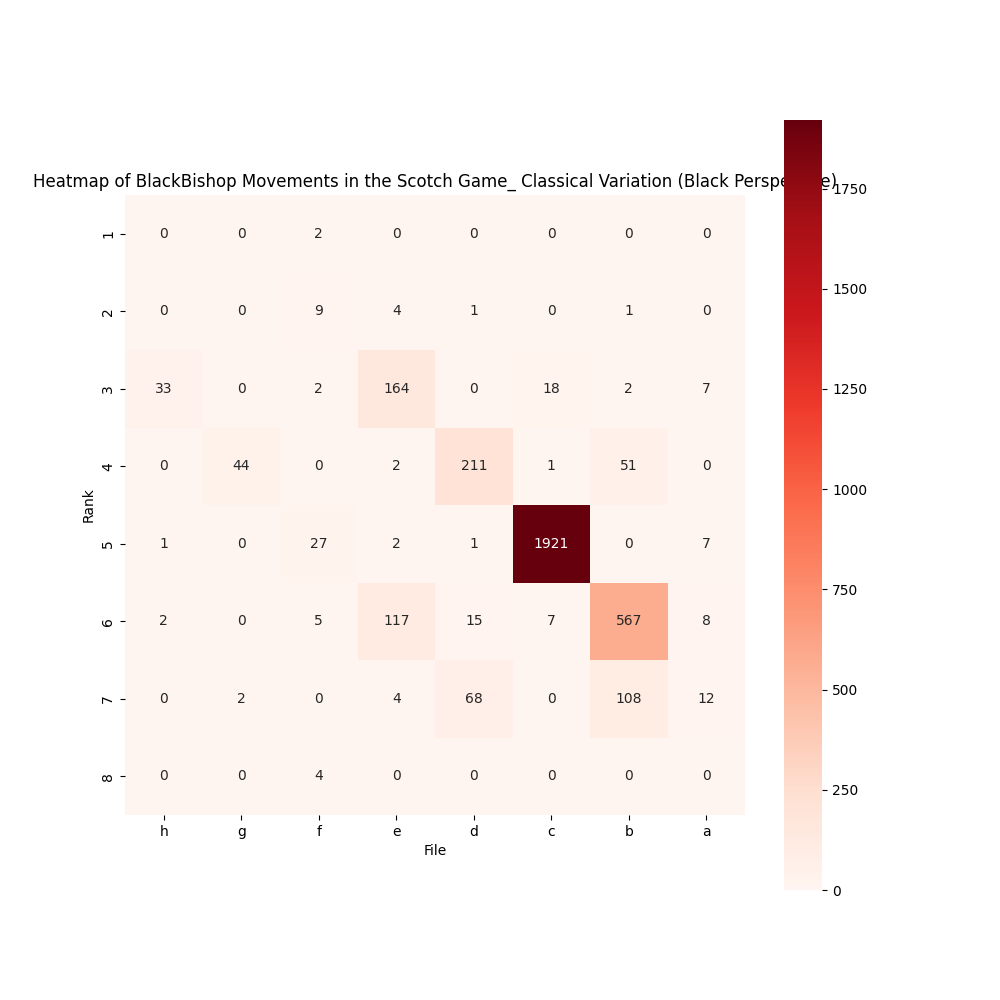 Heatmap of BlackBishop Movements in the Scotch Game_ Classical Variation (Black Perspe e)
1 0 0 2 0 0 0 0 0
2 0 0 9 4 1 0 1 0
3 33 0 2 164 0 18 2 7
4 0 44 0 2 211 1 51 0
5 1 0 27 2 1 1921 0 7
6 2 0 5 117 15 7 567 8
7 0 2 0 4 68 0 108 12
8 0 0 4 0 0 0 0 0
h g f e d c b a
File
Rank
1750
1500
1250
1000
750
500
250
0